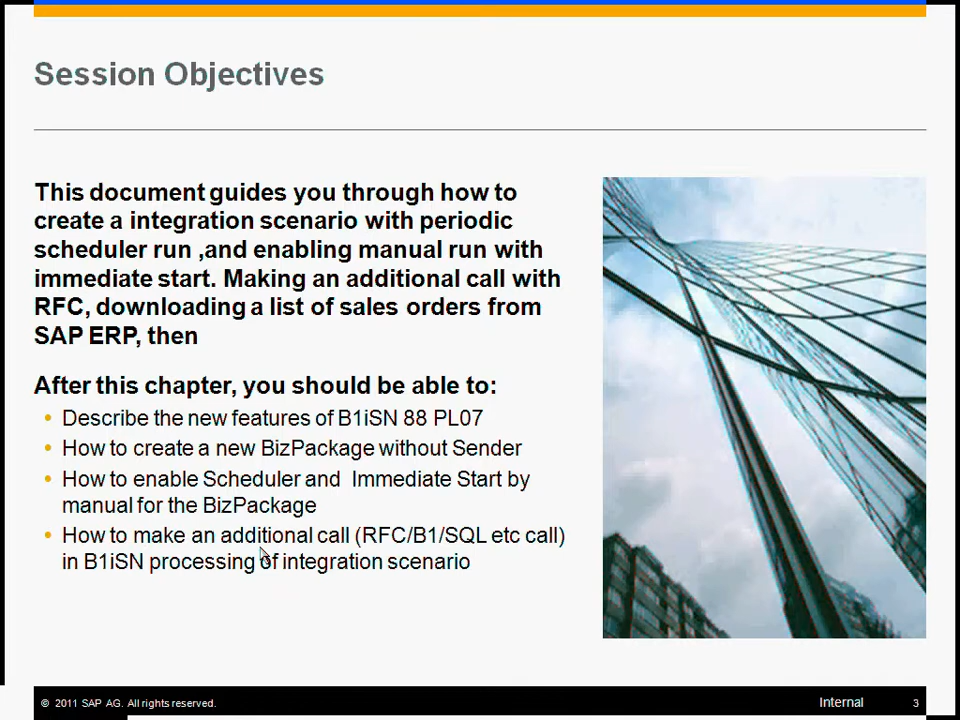 Session Objectives
This document guides you through how to
create a integration scenario with periodic
scheduler run ,and enabling manual run with
immediate start. Making an additional call with
RFC, downloading a list of sales orders from
SAP ERP, then
After this chapter, you should be able to:
• Describe the new features of B1iSN 88 PL07
• How to create a new BizPackage without Sender
• How to enable Scheduler and Immediate Start by
manual for the BizPackage
• How to make an additional call (RFC/B1/SQL etc call)
in B1iSN processing of integration scenario
© 2011 SAP AG. All rights reserved.
Internal
3